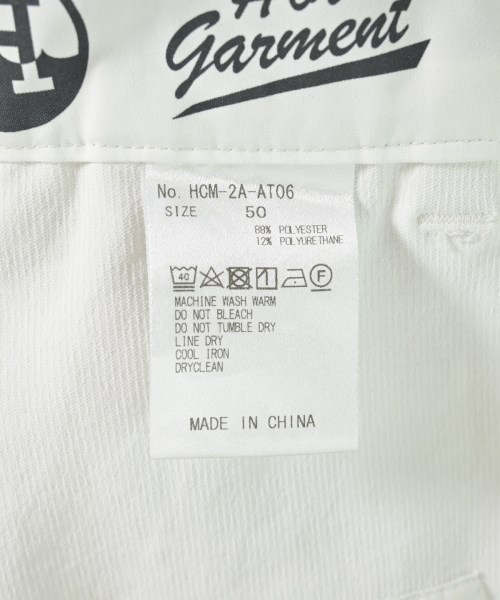 Garment
No. HCM-2A-AT06
SIZE 50
88% POLYESTER
12% POLYURETHANE
40 1 F
MACHINE WASH WARM
DO NOT BLEACH
DO NOT TUMBLE DRY
LINE DRY
COOL IRON
DRYCLEAN
MADE IN CHINA